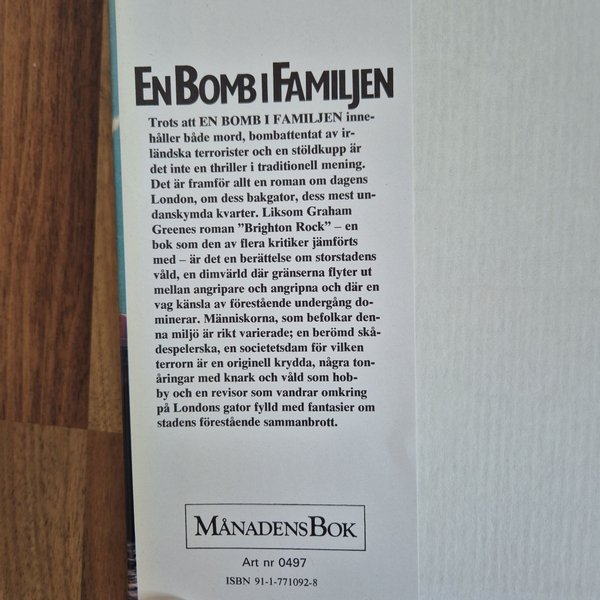 EN BOMB I FAMILJEN
Trots att EN BOMB I FAMILJEN inne-
håller både mord, bombattentat av ir-
ländska terrorister och en stöldkupp är
det inte en thriller i traditionell mening.
Det är framför allt en roman om dagens
London, om dess bakgator, dess mest un-
danskymda kvarter. Liksom Graham
Greenes roman ”Brighton Rock” – en
bok som den av flera kritiker jämförts
med – är det en berättelse om storstadens
våld, en dimvärld där gränserna flyter ut
mellan angripare och angripna och där en
vag känsla av förestående undergång do-
minerar. Människorna, som befolkar den-
na miljö är rikt varierade; en berömd skå-
despelerska, en societetsdam för vilken
terrorn är en originell krydda, några ton-
åringar med knark och våld som hob-
by och en revisor som vandrar omkring
på Londons gator fylld med fantasier om
stadens förestående sammanbrott.
MÅNADENSBOK
Art nr 0497
ISBN 91-1-771092-8